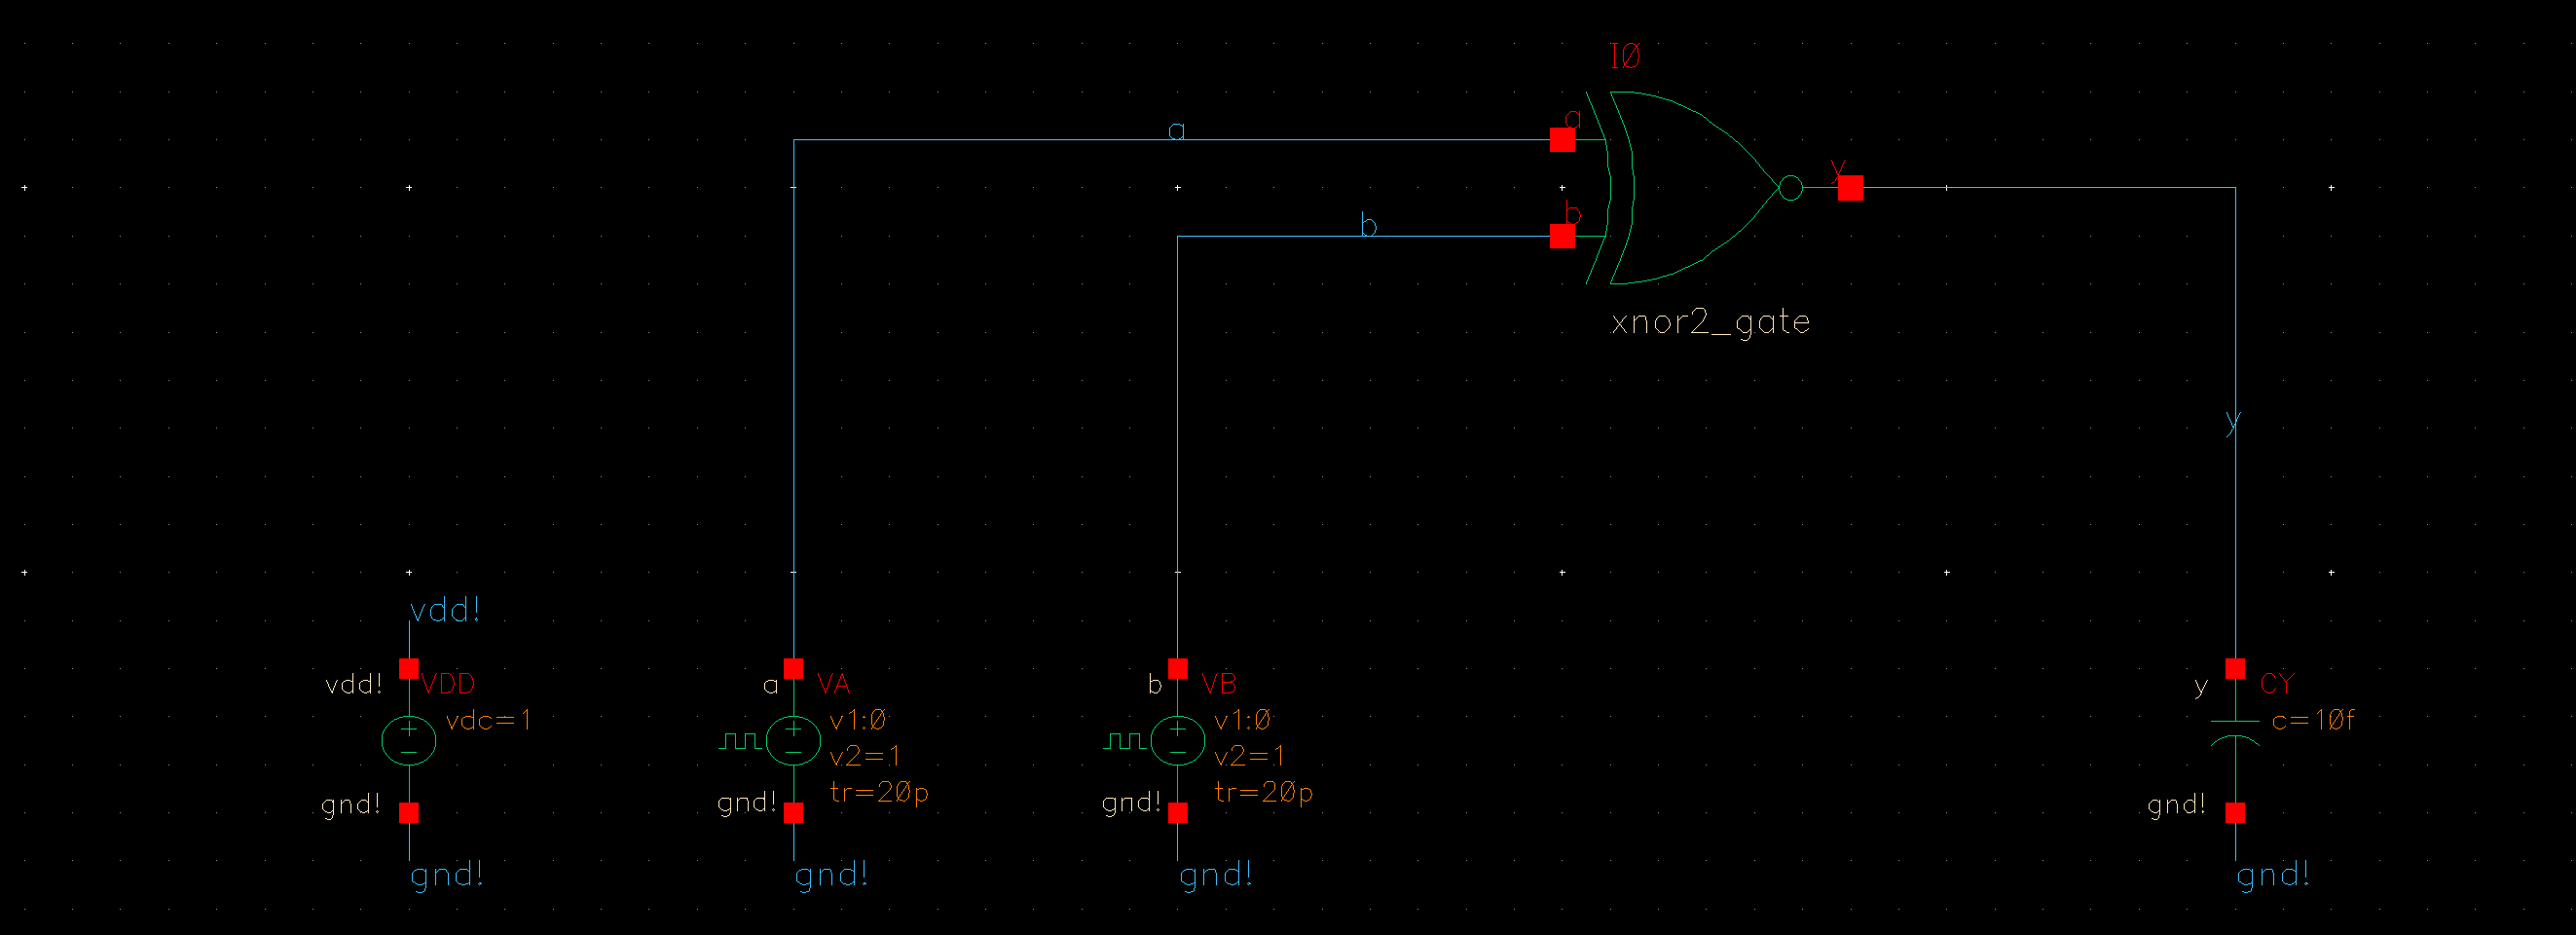 I0
a
a
y
b
b
xnor2_gate
y
vdd!
vdd!
VDD
vdc=1
gnd!
gnd!
a
VA
v1:0
v2=1
tr=20p
gnd!
gnd!
b
VB
v1:0
v2=1
tr=20p
gnd!
gnd!
y
CY
c=10f
gnd!
gnd!